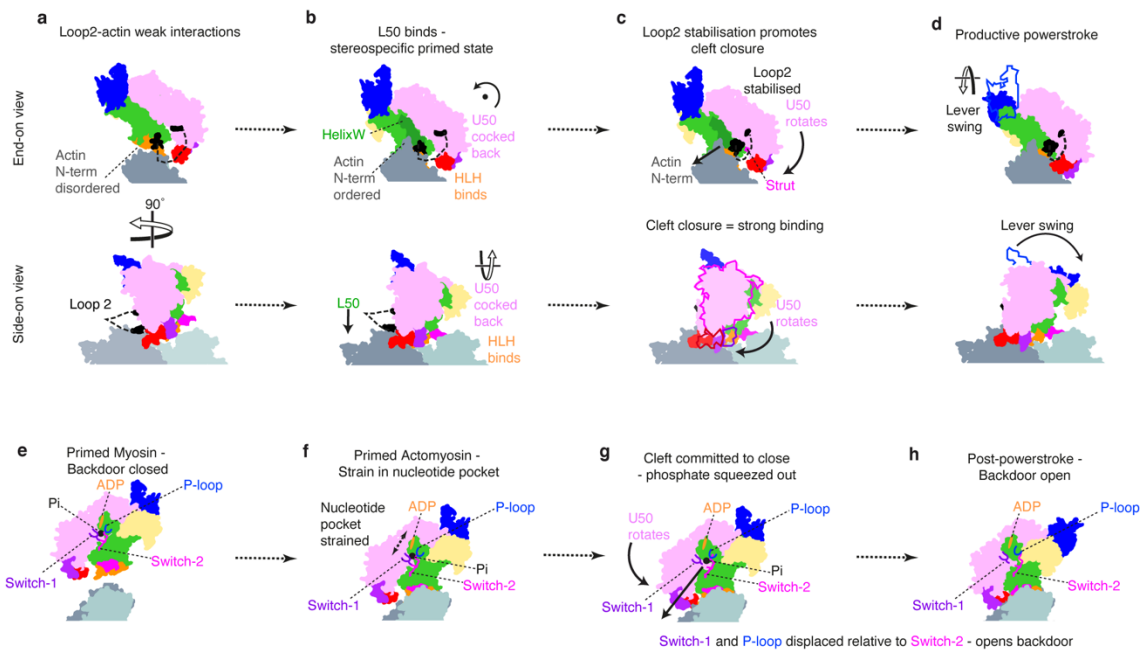 a
Loop2-actin weak interactions
b
L50 binds -
stereospecific primed state
c
Loop2 stabilisation promotes
cleft closure
d
Productive powerstroke
End-on view
Actin
N-term
disordered
HelixW
Actin
N-term
ordered
U50
cocked
back
HLH
binds
Loop2
stabilised
U50
rotates
Actin
N-term
Strut
Lever
swing
90°
Side-on view
Loop 2
L50
U50
cocked
back
HLH
binds
Cleft closure = strong binding
U50
rotates
Lever swing
e
Primed Myosin -
Backdoor closed
ADP
Pi
P-loop
Switch-2
Switch-1
f
Primed Actomyosin -
Strain in nucleotide pocket
Nucleotide
pocket
strained
ADP
P-loop
Pi
Switch-2
Switch-1
g
Cleft committed to close
- phosphate squeezed out
U50
rotates
ADP
P-loop
Pi
Switch-2
Switch-1
h
Post-powerstroke -
Backdoor open
ADP
P-loop
Switch-2
Switch-1
Switch-1 and P-loop displaced relative to Switch-2 - opens backdoor